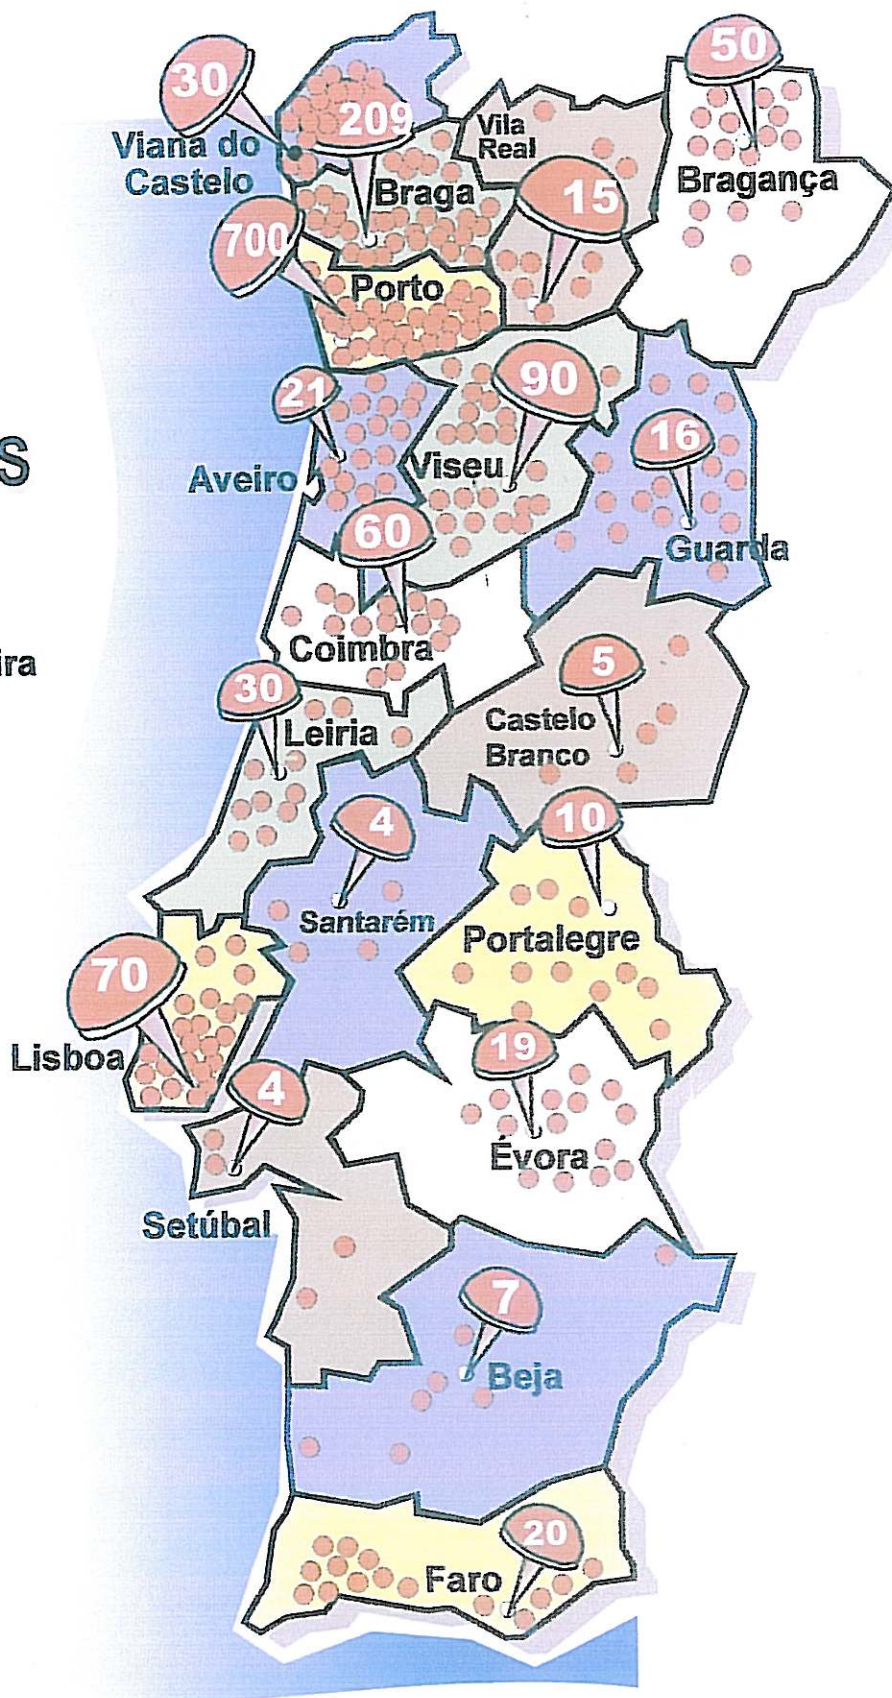 50
30
209
Vila
Real
Viana do
Castelo
Braga
Bragança
15
700
Porto
21
90
16
S
Aveiro
Viseu
60
Guarda
ira
Coimbra
5
30
Leiria
Castelo
Branco
4
10
Santarém
Portalegre
70
Lisboa
19
4
Évora
Setúbal
7
Beja
20
Faro